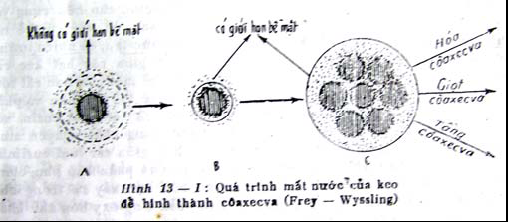 Không có giới hạn bề mặt
có giới hạn bề mặt
Hóa
côaxecva
Giọt
côaxecva
Tầng
côaxecva
A
B
C
Hình 13 — I : Quá trình mất nước của keo
để hình thành côaxecva (Frey — Wyssling)